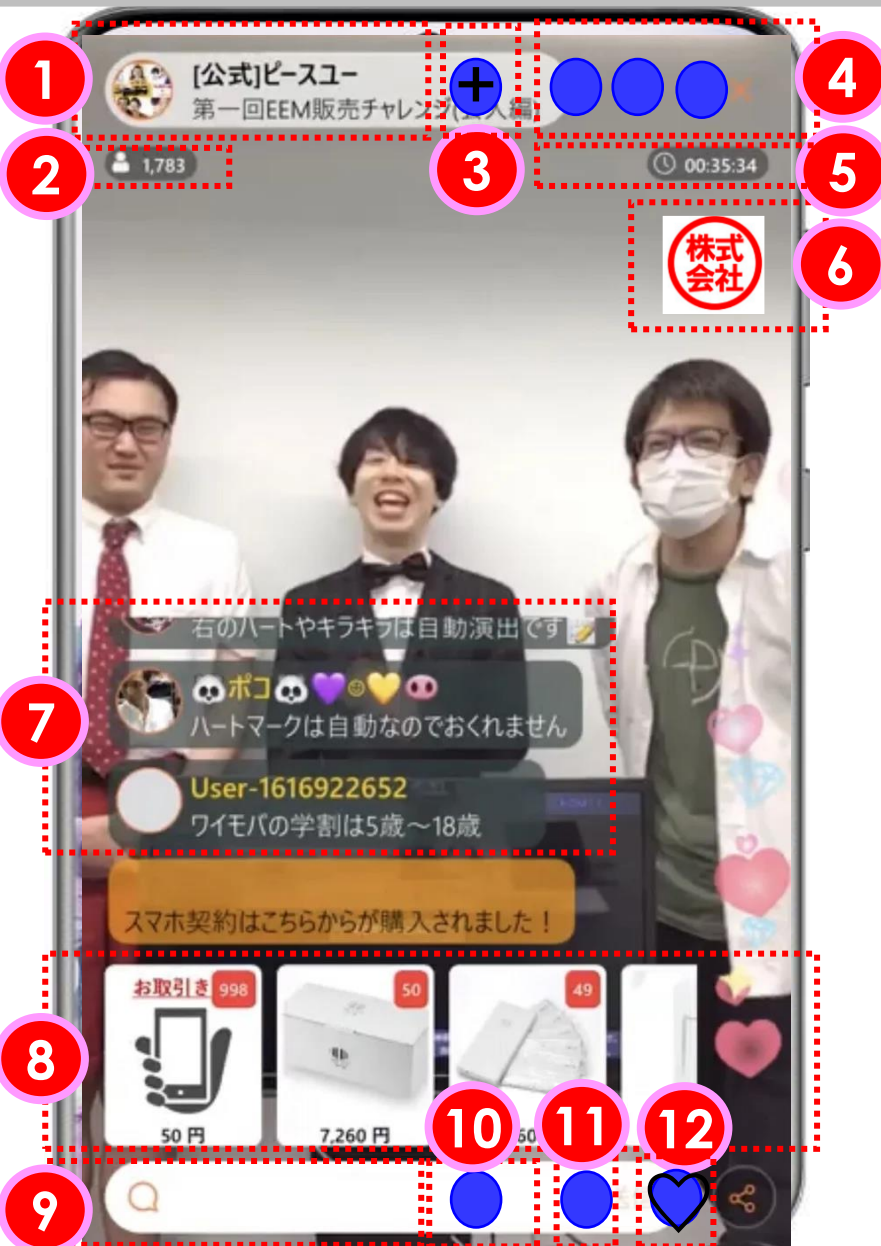 1
[公式]ピースユー
第一回EEM販売チャレンジ(芸人編)
+
4
2
1,783
3
00:35:34
5
株式
会社
6
右のハートやキラキラは自動演出です
7
ポコ
ハートマークは自動なのでおくれません
User-1616922652
ワイモバの学割は5歳～18歳
スマホ契約はこちらからが購入されました！
8
お取引き 998
50
49
50 円
7,260 円
10
11
12
9